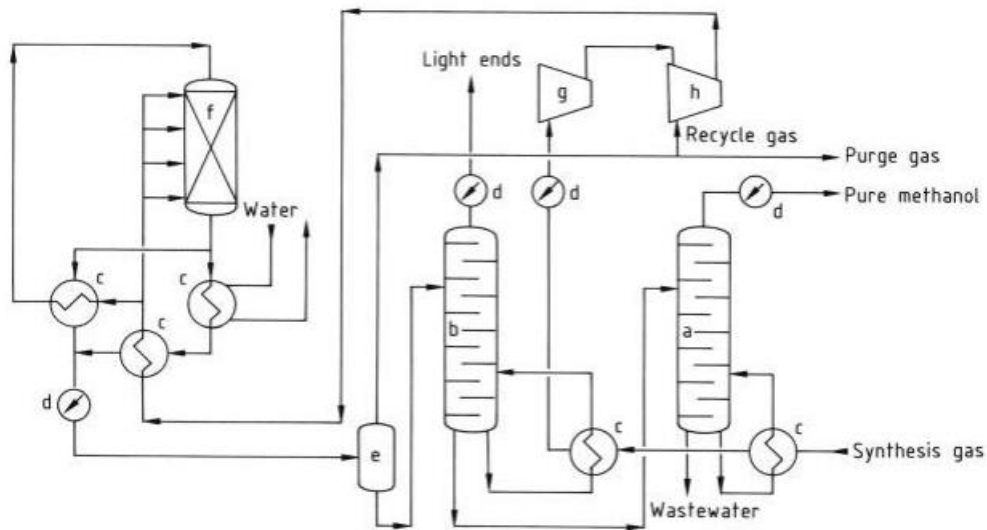 Light ends
g
h
f
Recycle gas
Purge gas
d
d
Pure methanol
d
Water
c
c
b
a
c
d
c
c
e
Synthesis gas
Wastewater